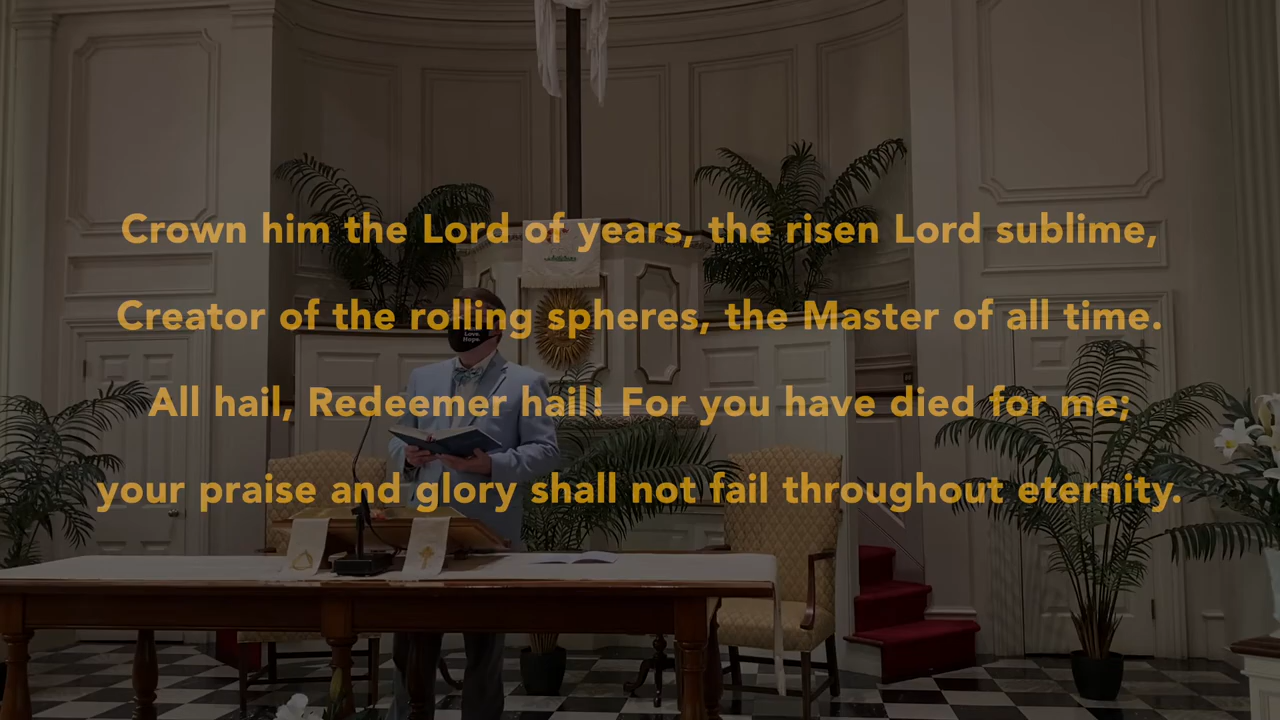 Crown him the Lord of years, the risen Lord sublime,
Creator of the rolling spheres, the Master of all time.
All hail, Redeemer hail! For you have died for me;
your praise and glory shall not fail throughout eternity.
Love.
Hope.